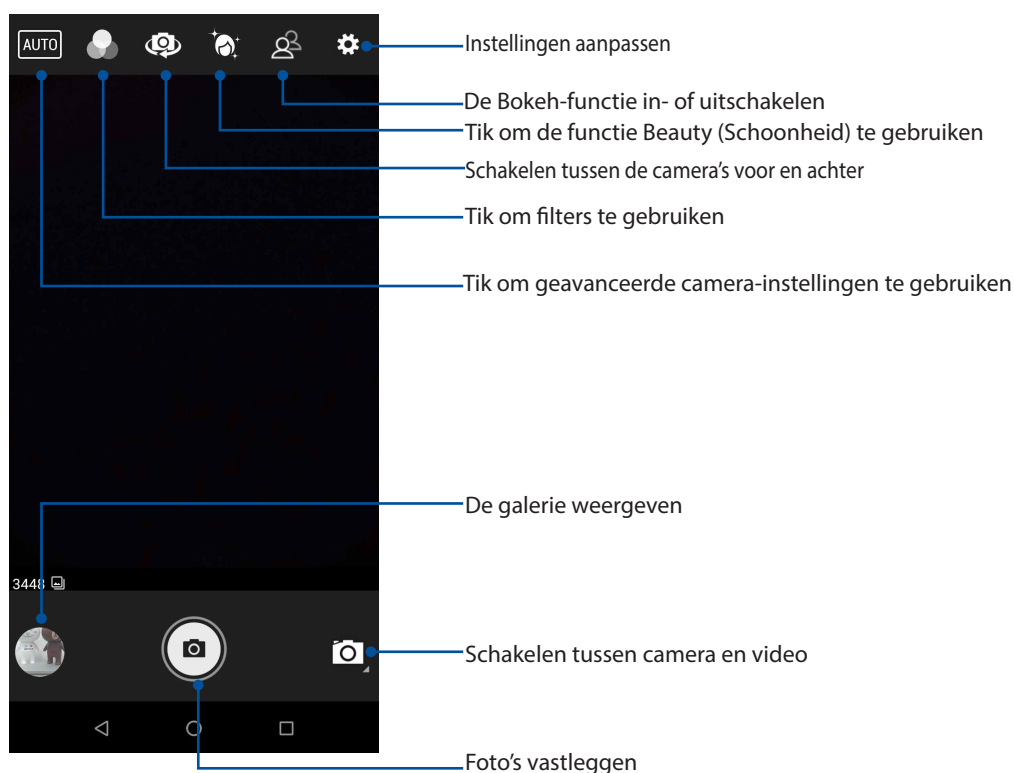 AUTO
Instellingen aanpassen
De Bokeh-functie in- of uitschakelen
Tik om de functie Beauty (Schoonheid) te gebruiken
Schakelen tussen de camera’s voor en achter
Tik om filters te gebruiken
Tik om geavanceerde camera-instellingen te gebruiken
De galerie weergeven
3448
Schakelen tussen camera en video
Foto’s vastleggen